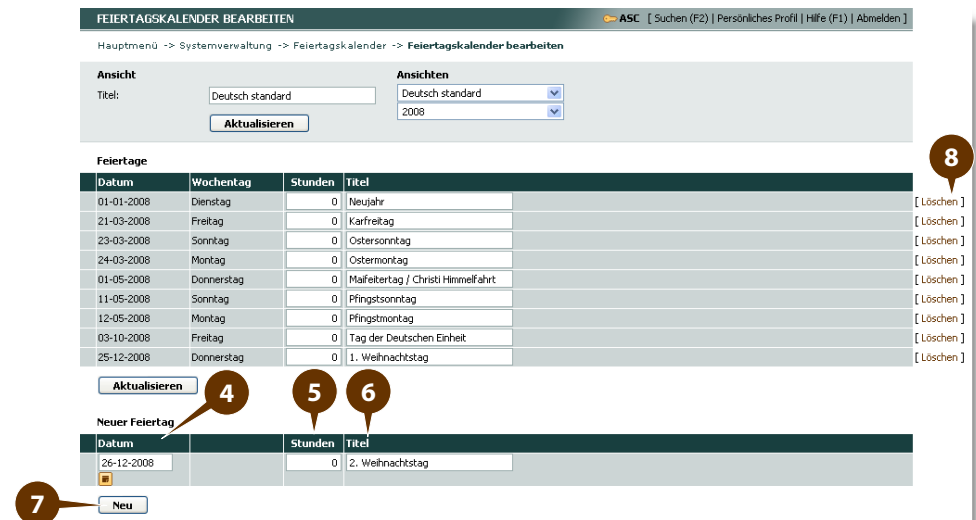 FEIERTAGSKALENDER BEARBEITEN ASC [ Suchen (F2) | Persönliches Profil | Hilfe (F1) | Abmelden ]
Hauptmenü -> Systemverwaltung -> Feiertagskalender -> Feiertagskalender bearbeiten
Ansicht Ansichten
Titel: Deutsch standard Deutsch standard
Aktualisieren 2008
Feiertage 8
Datum Wochentag Stunden Titel
01-01-2008 Dienstag 0 Neujahr [ Löschen ]
21-03-2008 Freitag 0 Karfreitag [ Löschen ]
23-03-2008 Sonntag 0 Ostersonntag [ Löschen ]
24-03-2008 Montag 0 Ostermontag [ Löschen ]
01-05-2008 Donnerstag 0 Maifeitertag / Christi Himmelfahrt [ Löschen ]
11-05-2008 Sonntag 0 Pfingstsonntag [ Löschen ]
12-05-2008 Montag 0 Pfingstmontag [ Löschen ]
03-10-2008 Freitag 0 Tag der Deutschen Einheit [ Löschen ]
25-12-2008 Donnerstag 0 1. Weihnachtstag [ Löschen ]
Aktualisieren 4 5 6
Neuer Feiertag
Datum Stunden Titel
26-12-2008 0 2. Weihnachtstag
7 Neu